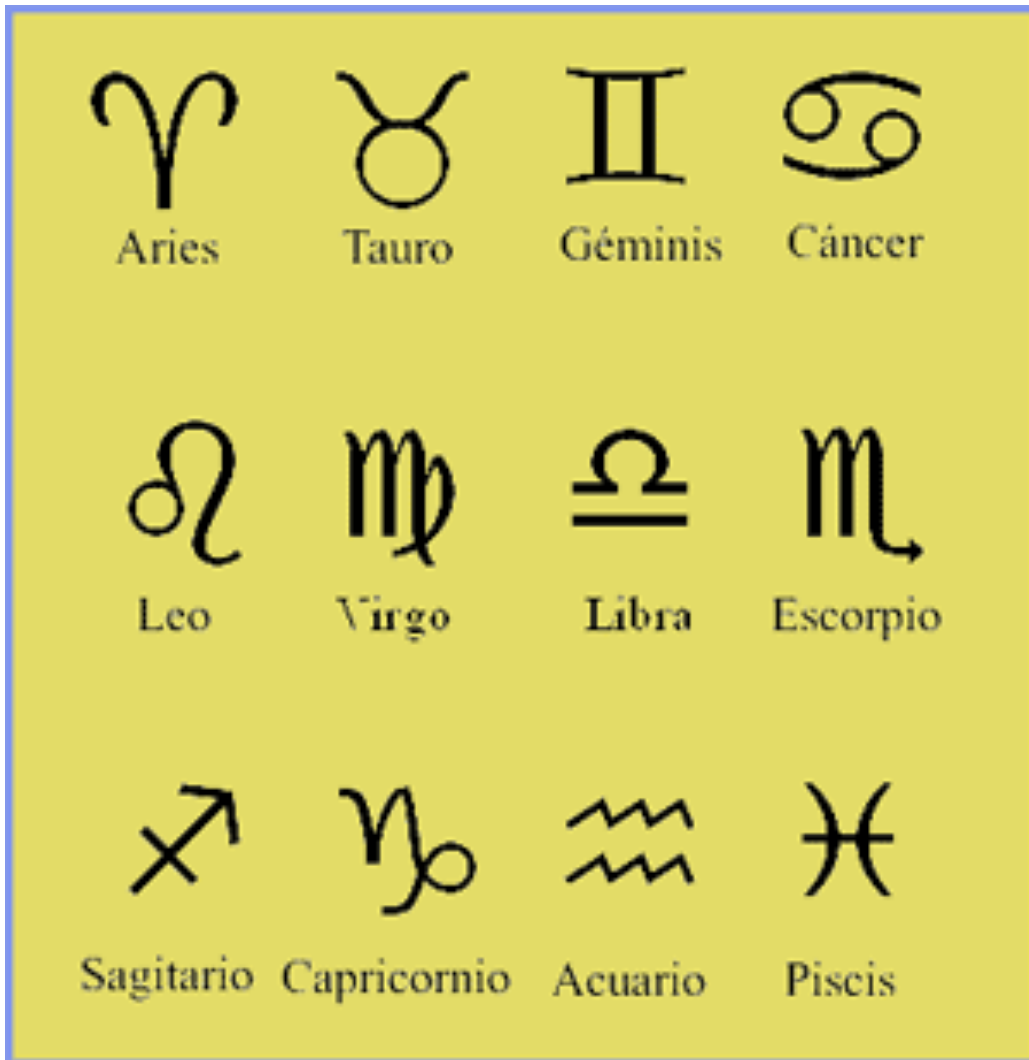 Aries Tauro Géminis Cáncer
Leo Virgo Libra Escorpio
Sagitario Capricornio Acuario Piscis